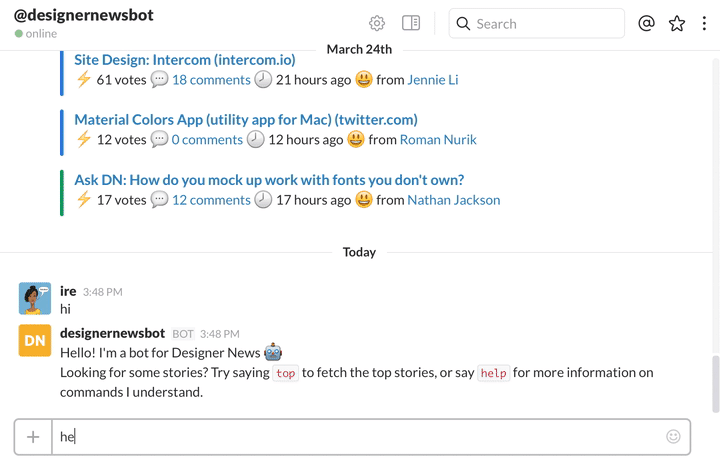 @designernewsbot
online
Search
March 24th
Site Design: Intercom (intercom.io)
⚡ 61 votes 💬 18 comments 🕗 21 hours ago 😃 from Jennie Li
Material Colors App (utility app for Mac) (twitter.com)
⚡ 12 votes 💬 0 comments 🕗 12 hours ago 😃 from Roman Nurik
Ask DN: How do you mock up work with fonts you don't own?
⚡ 17 votes 💬 12 comments 🕗 17 hours ago 😃 from Nathan Jackson
Today
ire 3:48 PM
hi
DN
designernewsbot BOT 3:48 PM
Hello! I'm a bot for Designer News 🤖
Looking for some stories? Try saying top to fetch the top stories, or say help for more information on
commands I understand.
he